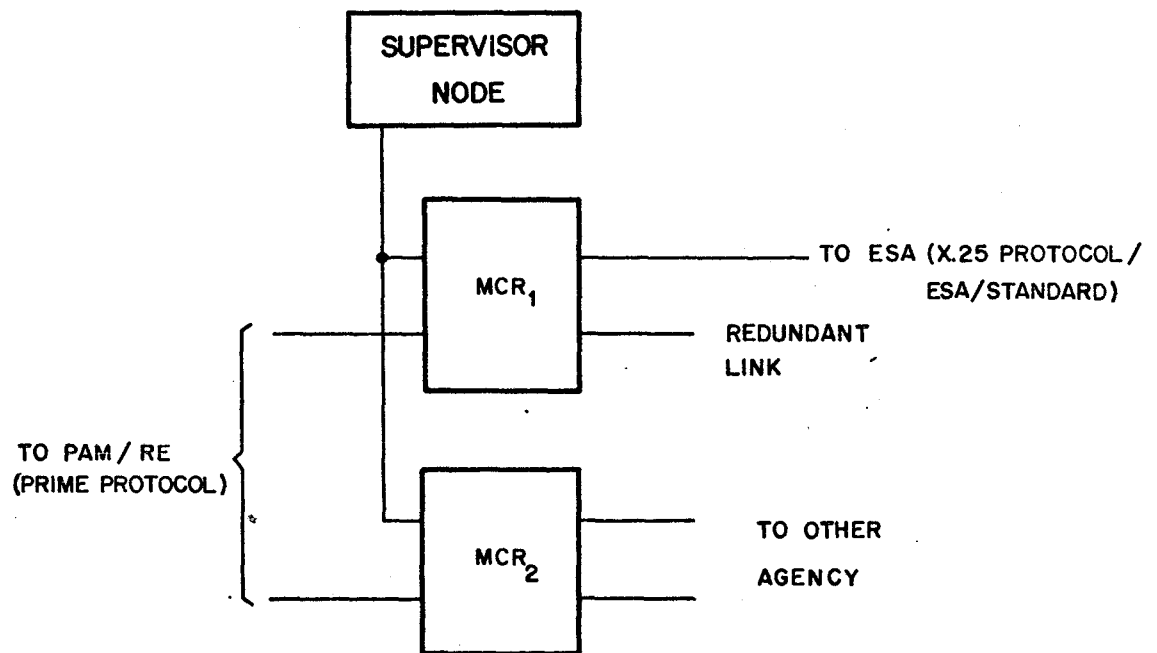 SUPERVISOR
NODE
MCR1
TO ESA (X.25 PROTOCOL/
ESA/STANDARD)
REDUNDANT
LINK
TO PAM/RE
(PRIME PROTOCOL)
MCR2
TO OTHER
AGENCY